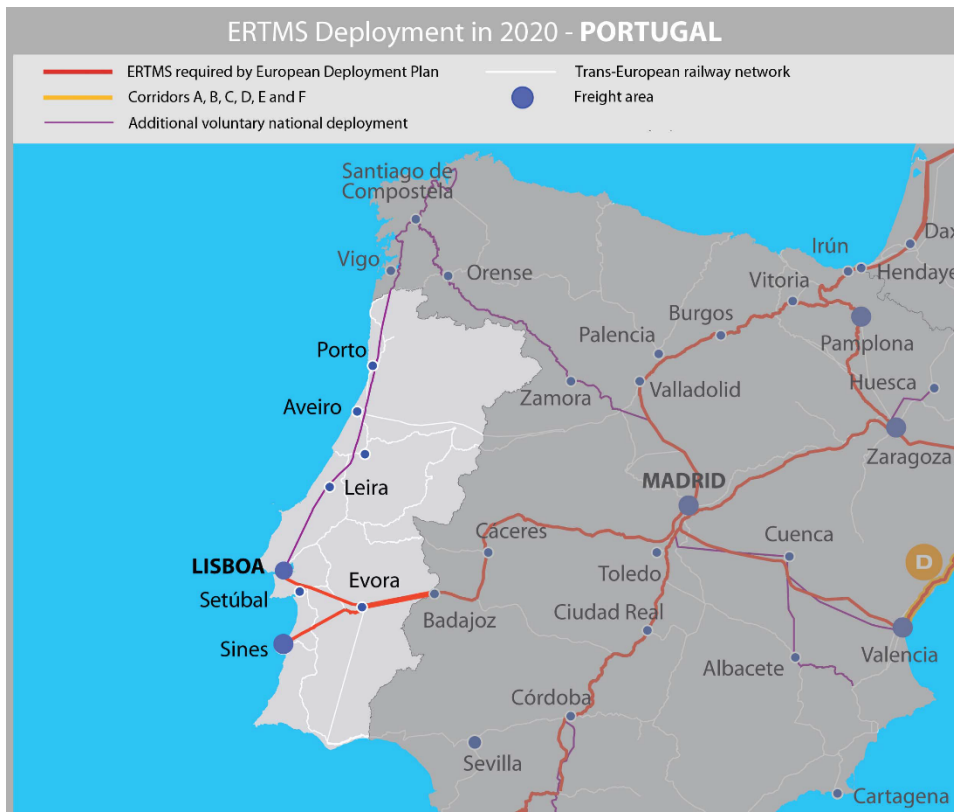 ERTMS Deployment in 2020 - PORTUGAL
ERTMS required by European Deployment Plan
Trans-European railway network
Corridors A, B, C, D, E and F
Freight area
Additional voluntary national deployment
Santiago de
Compostela
Vigo
Orense
Irún
Dax
Hendaye
Vitoria
Burgos
Palencia
Pamplona
Porto
Zamora
Valladolid
Huesca
Aveiro
Zaragoza
Leira
MADRID
Cáceres
Cuenca
D
LISBOA
Evora
Toledo
Setúbal
Badajoz
Ciudad Real
Sines
Valencia
Albacete
Córdoba
Sevilla
Cartagena